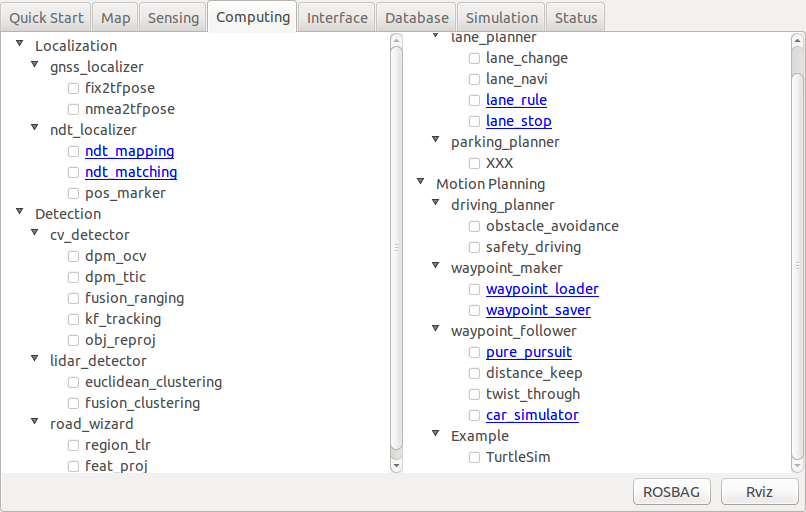 Quick Start Map Sensing Computing Interface Database Simulation Status
Localization
gnss_localizer
fix2tfpose
nmea2tfpose
ndt_localizer
ndt_mapping
ndt_matching
pos_marker
Detection
cv_detector
dpm_ocv
dpm_ttic
fusion_ranging
kf_tracking
obj_reproj
lidar_detector
euclidean_clustering
fusion_clustering
road_wizard
region_tlr
feat_proj
lane_planner
lane_change
lane_navi
lane_rule
lane_stop
parking_planner
XXX
Motion Planning
driving_planner
obstacle_avoidance
safety_driving
waypoint_maker
waypoint_loader
waypoint_saver
waypoint_follower
pure_pursuit
distance_keep
twist_through
car_simulator
Example
TurtleSim
ROSBAG Rviz